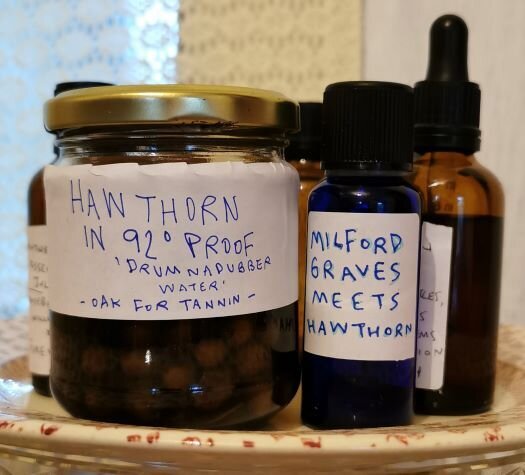 HAWTHORN
IN 92° PROOF
'DRUMNADUBBER
WATER'
- OAK FOR TANNIN -
MILFORD
GRAVES
MEETS
HAWTHORN